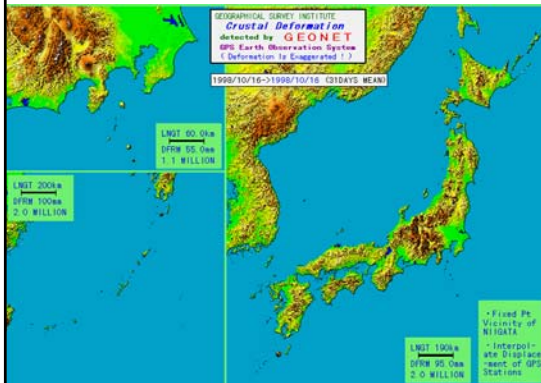 GEOGRAPHICAL SURVEY INSTITUTE
Crustal Deformation
detected by GEONET
GPS Earth Observation System
( Deformation Is Exaggerated ! )
1998/10/16->1998/10/16 (31DAYS MEAN)
LNGT 60.0km
DFRM 55.0mm
1.1 MILLION
LNGT 200km
DFRM 100mm
2.0 MILLION
LNGT 190km
DFRM 95.0mm
2.0 MILLION
・Fixed Pt
Vicinity of
NIIGATA
・Interpol-
ate Displace
-ment of GPS
Stations